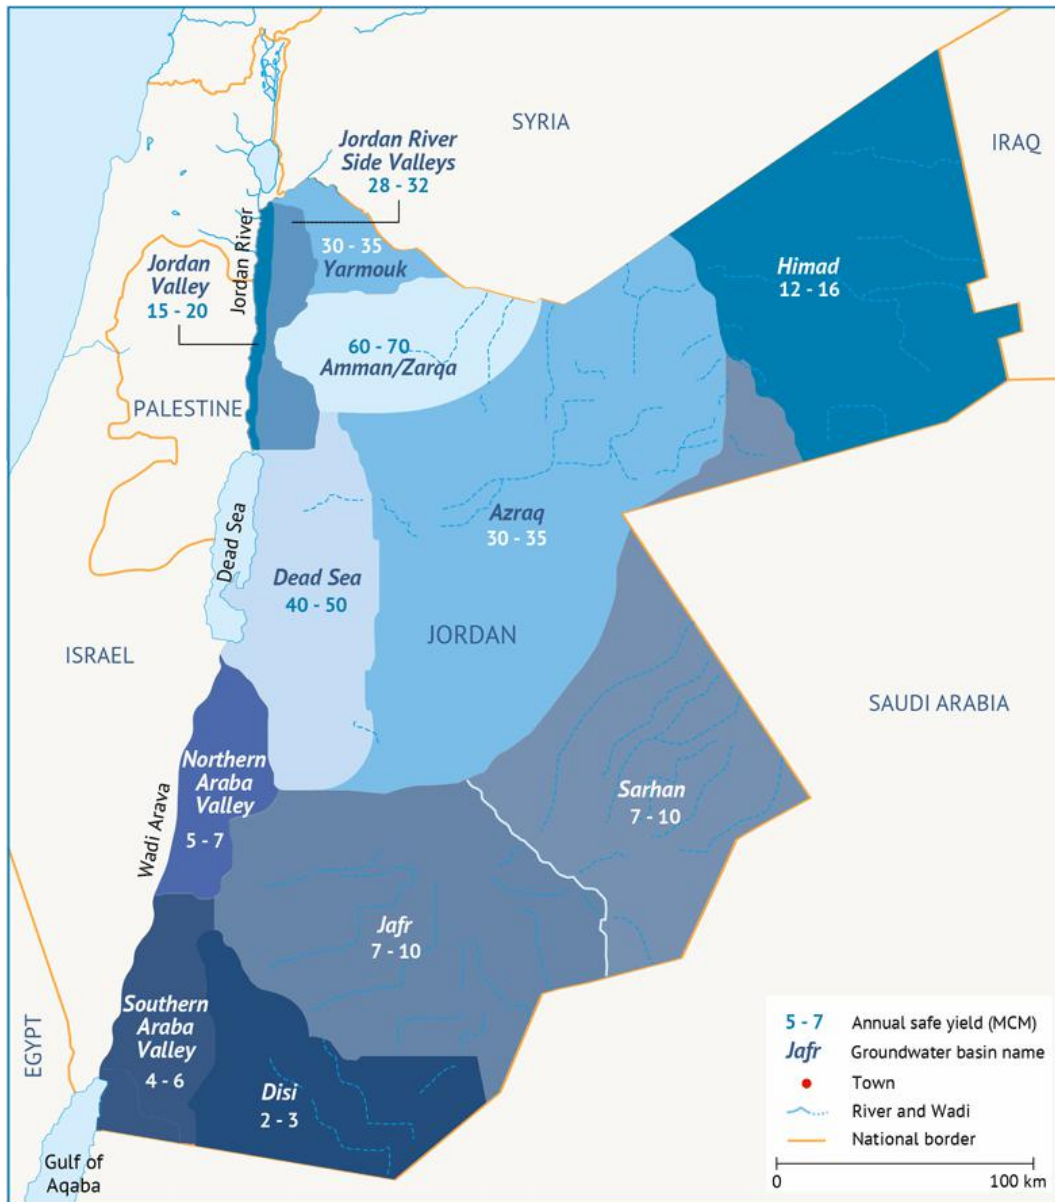 SYRIA
IRAQ
Jordan River
Side Valleys
28 - 32
Jordan River
30 - 35
Yarmouk
Jordan
Valley
15 - 20
Himad
12 - 16
60 - 70
Amman/Zarqa
PALESTINE
Azraq
30 - 35
Dead Sea
Dead Sea
40 - 50
JORDAN
ISRAEL
SAUDI ARABIA
Northern
Araba
Valley
5 - 7
Wadi Arava
Sarhan
7 - 10
Jafr
7 - 10
Southern
Araba
Valley
4 - 6
EGYPT
Disi
2 - 3
Gulf of
Aqaba
5 - 7 Annual safe yield (MCM)
Jafr Groundwater basin name
Town
River and Wadi
National border
0 100 km